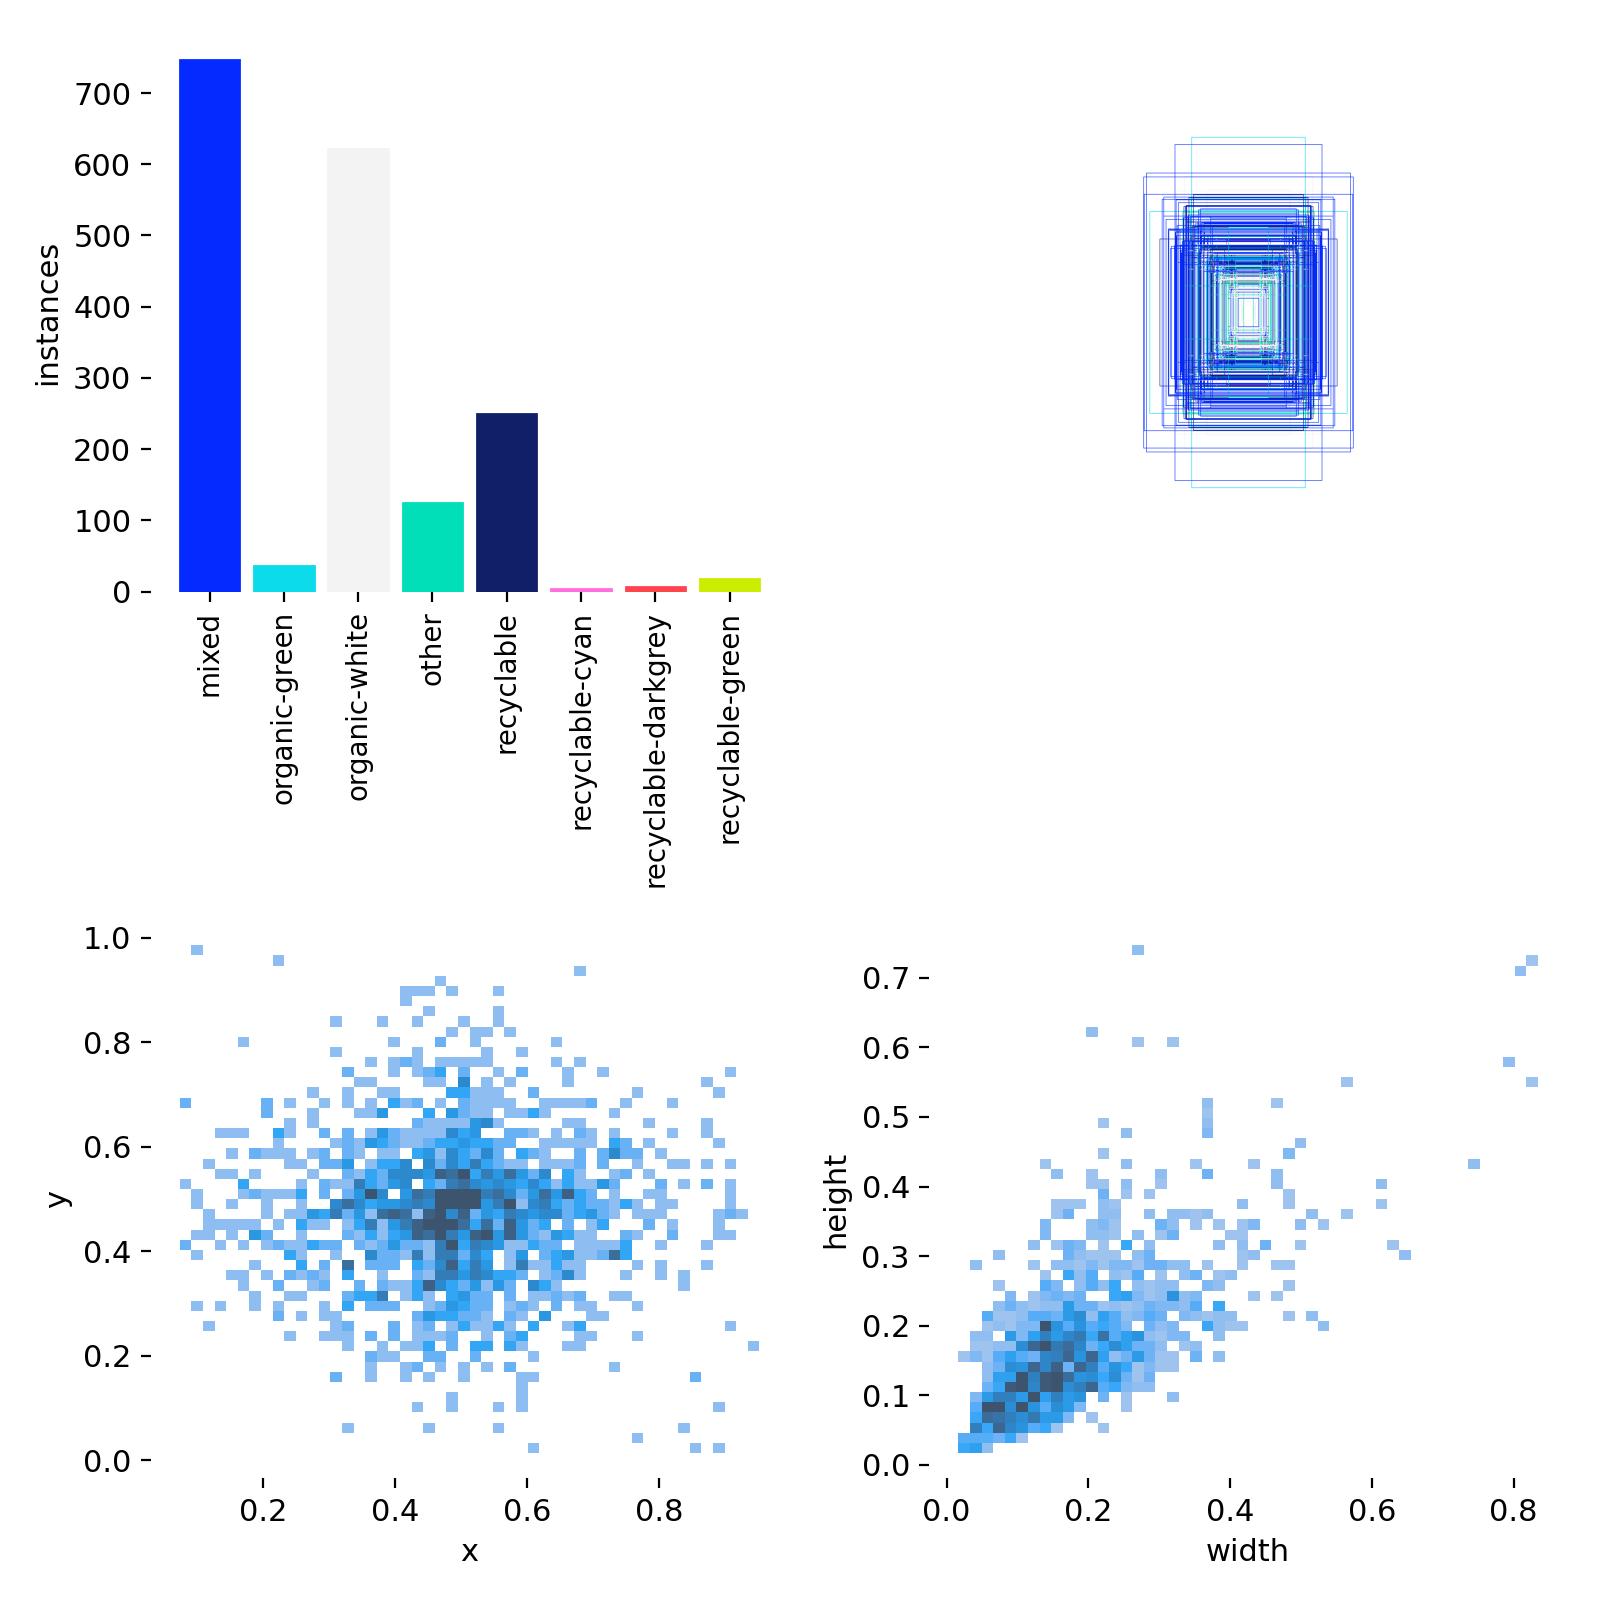 700
600
500
400
300
200
100
0
instances
mixed
organic-green
organic-white
other
recyclable
recyclable-cyan
recyclable-darkgrey
recyclable-green
1.0
0.8
0.6
0.4
0.2
0.0
y
0.2 0.4 0.6 0.8
x
0.7
0.6
0.5
0.4
0.3
0.2
0.1
0.0
height
0.0 0.2 0.4 0.6 0.8
width